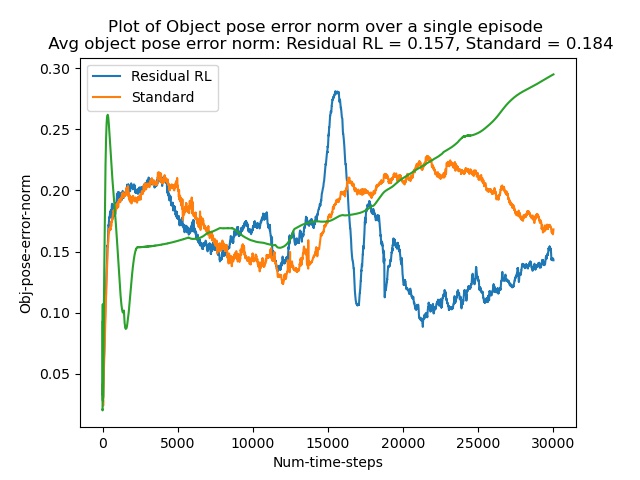 Plot of Object pose error norm over a single episode
Avg object pose error norm: Residual RL = 0.157, Standard = 0.184
0.30
0.25
0.20
0.15
0.10
0.05
Obj-pose-error-norm
Residual RL
Standard
0 5000 10000 15000 20000 25000 30000
Num-time-steps